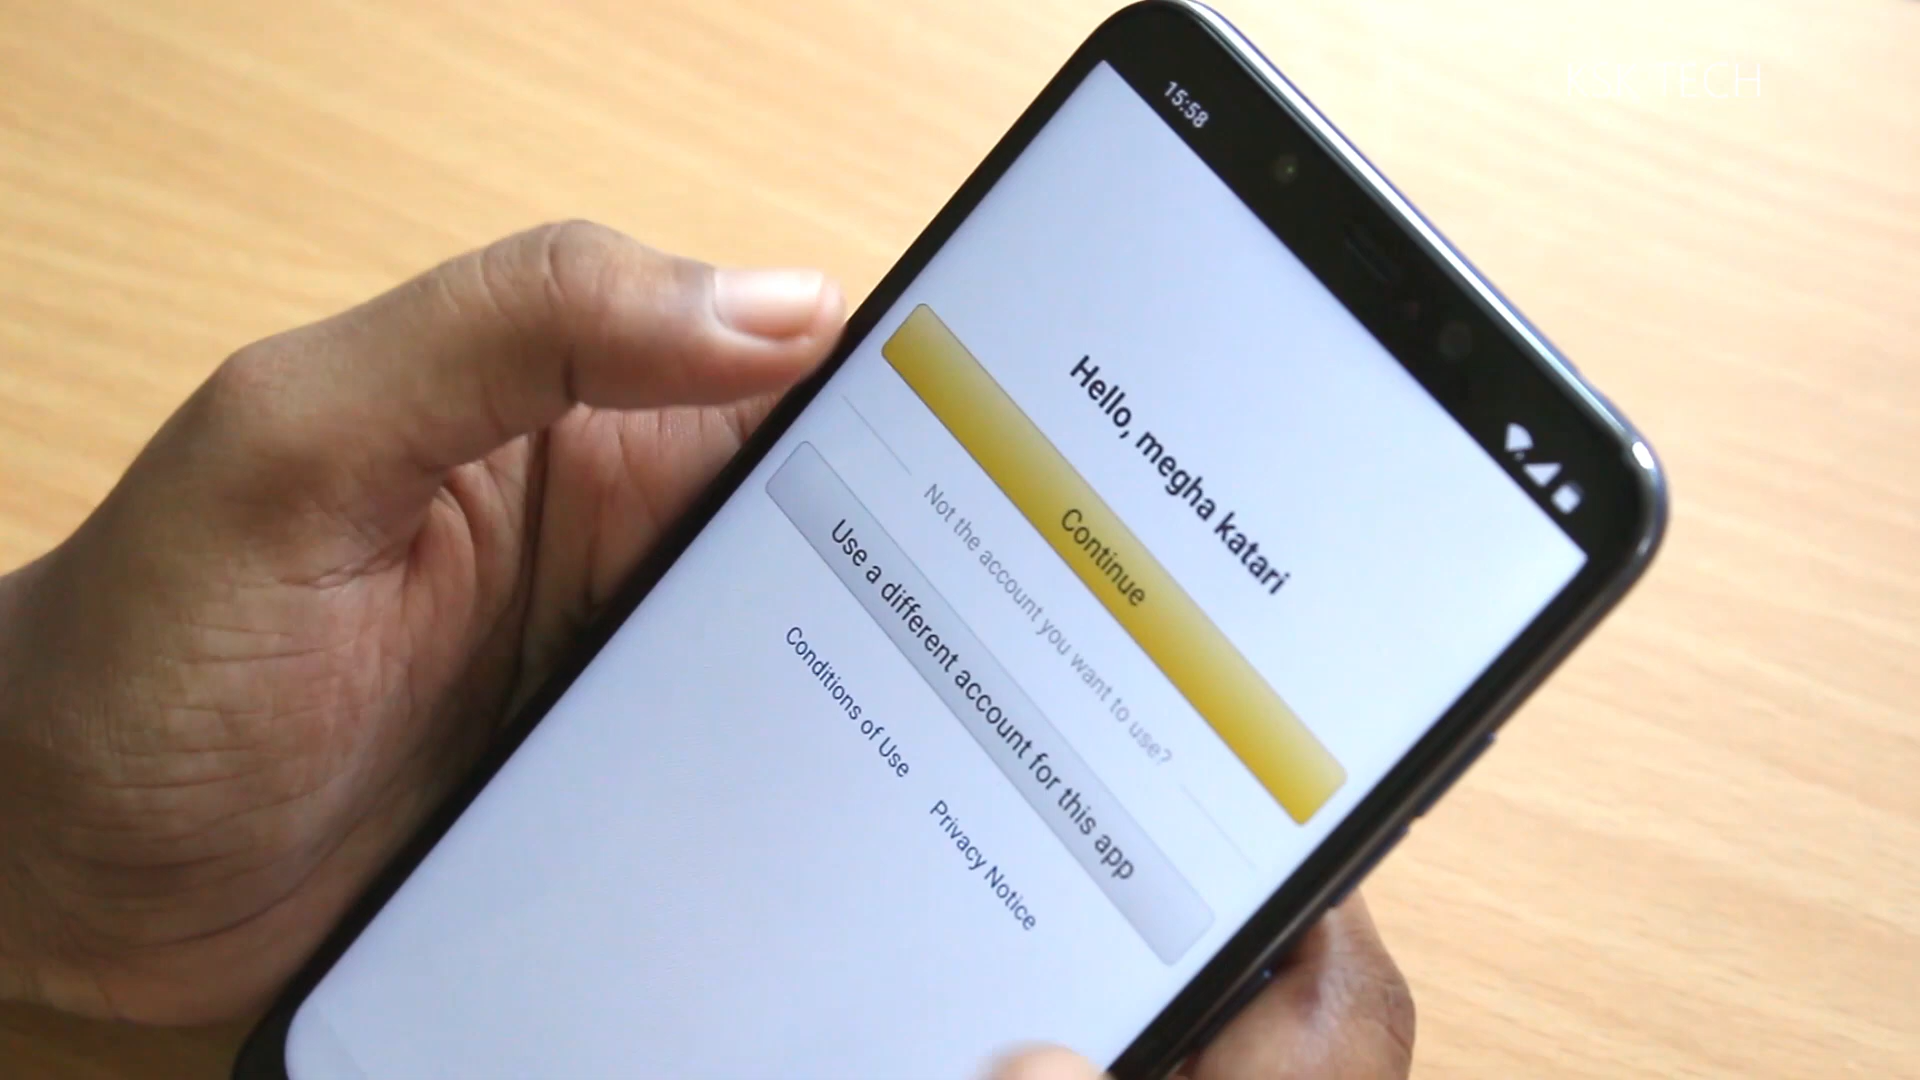 15:58
Hello, megha katari
Continue
Not the account you want to use?
Use a different account for this app
Conditions of Use
Privacy Notice
TECH